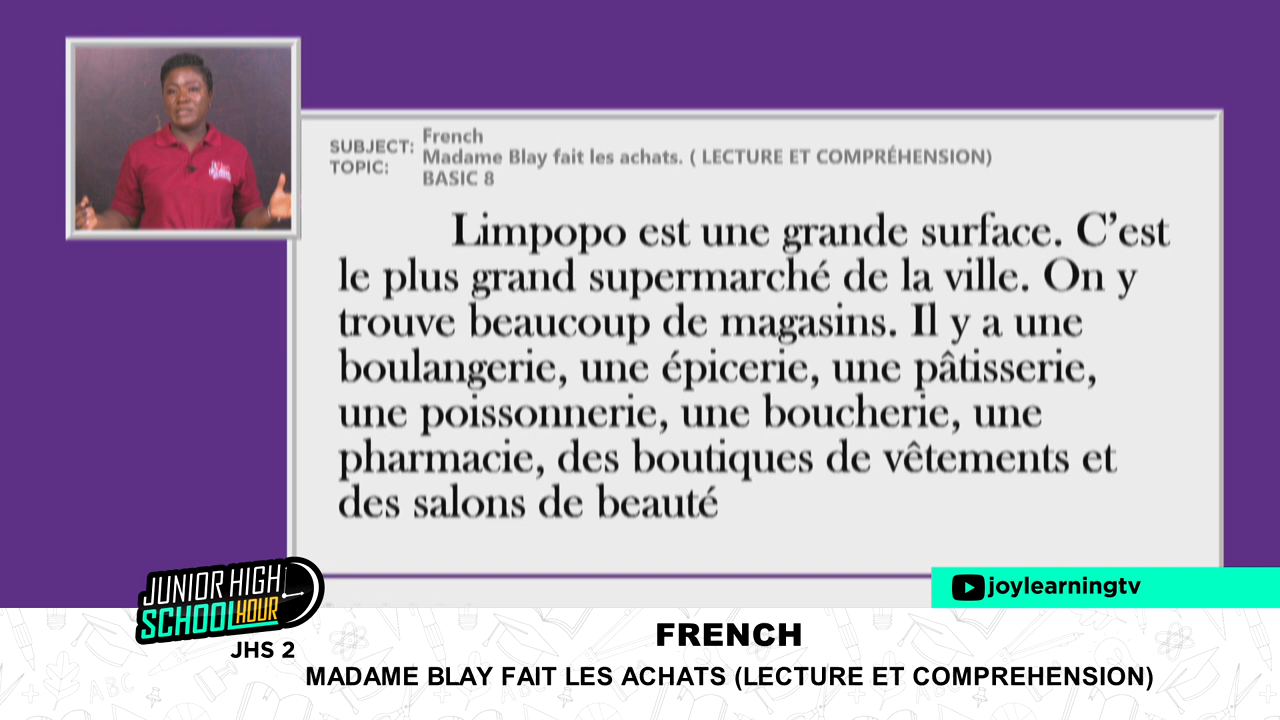 SUBJECT: French
TOPIC: Madame Blay fait les achats. ( LECTURE ET COMPRÉHENSION)
BASIC 8
Limpopo est une grande surface. C’est
le plus grand supermarché de la ville. On y
trouve beaucoup de magasins. Il y a une
boulangerie, une épicerie, une pâtisserie,
une poissonnerie, une boucherie, une
pharmacie, des boutiques de vêtements et
des salons de beauté
JUNIOR HIGH
SCHOOL HOUR
JHS 2
joylearningtv
FRENCH
MADAME BLAY FAIT LES ACHATS (LECTURE ET COMPREHENSION)